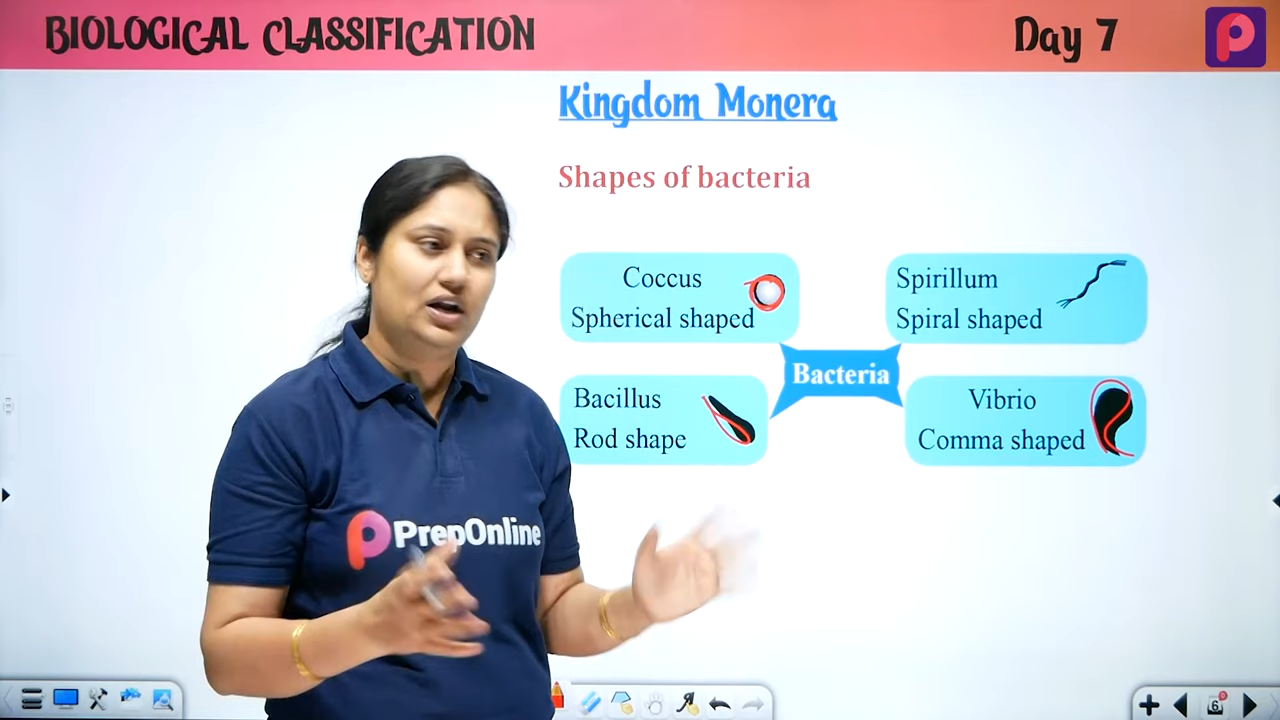 BIOLOGICAL CLASSIFICATION
Day 7
Kingdom Monera
Shapes of bacteria
Coccus
Spherical shaped
Spirillum
Spiral shaped
Bacteria
Bacillus
Rod shape
Vibrio
Comma shaped
PrepOnline
6